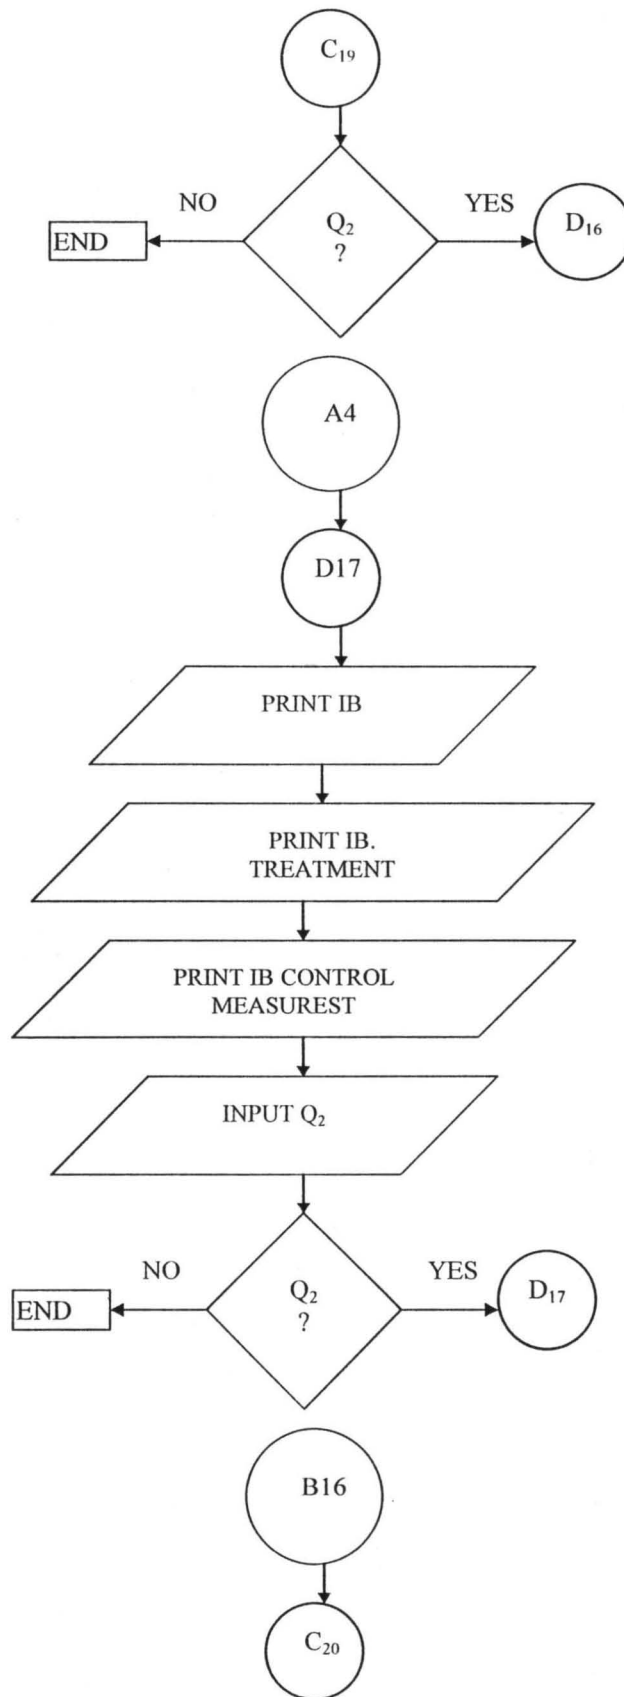 C₁₉
NO
YES
Q₂
?
END
D₁₆
A4
D17
PRINT IB
PRINT IB.
TREATMENT
PRINT IB CONTROL
MEASUREST
INPUT Q₂
NO
YES
Q₂
?
END
D₁₇
B16
C₂₀